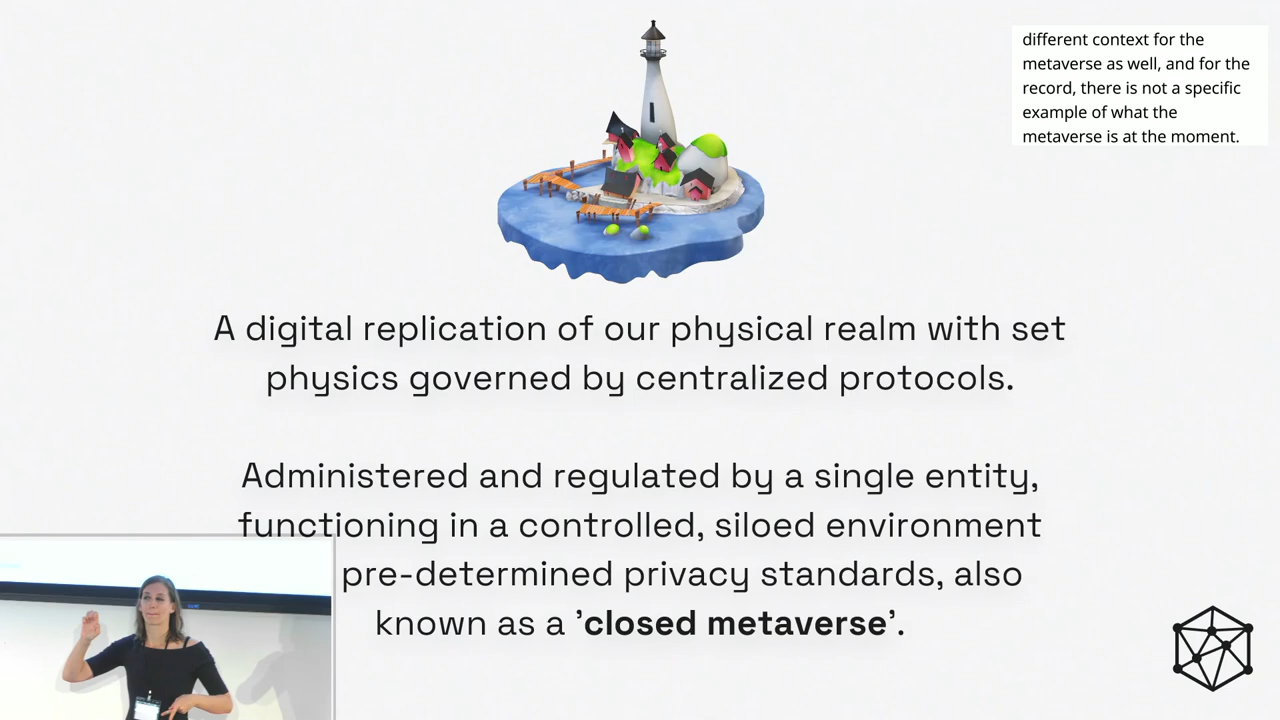 different context for the
metaverse as well, and for the
record, there is not a specific
example of what the
metaverse is at the moment.
A digital replication of our physical realm with set
physics governed by centralized protocols.
Administered and regulated by a single entity,
functioning in a controlled, siloed environment
pre-determined privacy standards, also
known as a 'closed metaverse'.